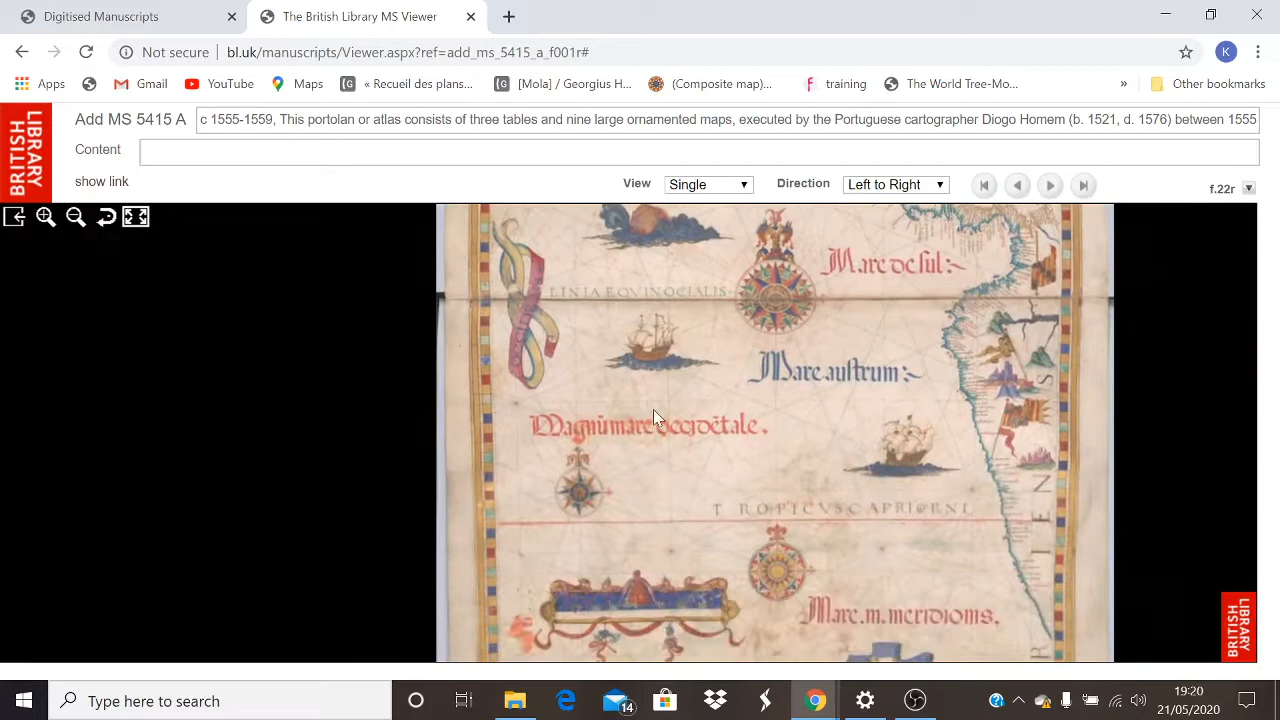 Digitised Manuscripts
The British Library MS Viewer
Not secure
bl.uk/manuscripts/Viewer.aspx?ref=add_ms_5415_a_f001r#
K
Apps
Gmail
YouTube
Maps
« Recueil des plans...
[Mola] / Georgius H...
(Composite map)...
training
The World Tree-Mo...
»
Other bookmarks
LIBRARY
BRITISH
Add MS 5415 A
c 1555-1559, This portolan or atlas consists of three tables and nine large ornamented maps, executed by the Portuguese cartographer Diogo Homem (b. 1521, d. 1576) between 1555
Content
show link
View
Single
Direction
Left to Right
f.22r
Mare de sul:~
LINIA EQVINOCIALIS
Mare austrum:~
Magnū mare occidētale.
TROPICVS CAPRICRNI
Mare.m.meridionis.
LIBRARY
BRITISH
Type here to search
14
19:20
21/05/2020